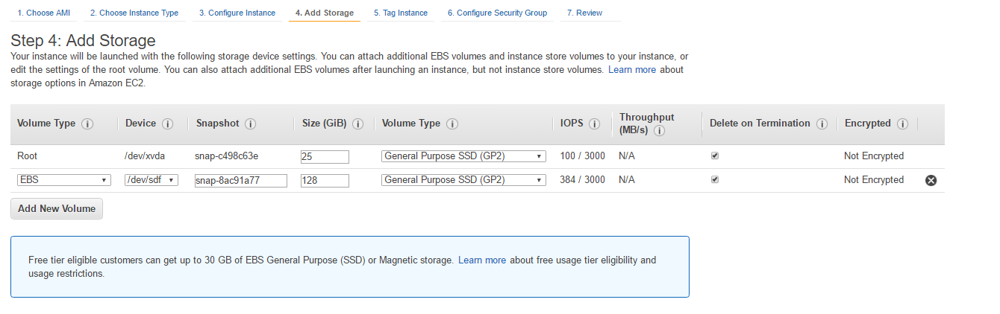 1. Choose AMI 2. Choose Instance Type 3. Configure Instance 4. Add Storage 5. Tag Instance 6. Configure Security Group 7. Review
Step 4: Add Storage
Your instance will be launched with the following storage device settings. You can attach additional EBS volumes and instance store volumes to your instance, or
edit the settings of the root volume. You can also attach additional EBS volumes after launching an instance, but not instance store volumes. Learn more about
storage options in Amazon EC2.
Volume Type Device Snapshot Size (GiB) Volume Type IOPS Throughput (MB/s) Delete on Termination Encrypted
Root /dev/xvda snap-c498c63e 25 General Purpose SSD (GP2) 100 / 3000 N/A Not Encrypted
EBS /dev/sdf snap-8ac91a77 128 General Purpose SSD (GP2) 384 / 3000 N/A Not Encrypted
Add New Volume
Free tier eligible customers can get up to 30 GB of EBS General Purpose (SSD) or Magnetic storage. Learn more about free usage tier eligibility and
usage restrictions.